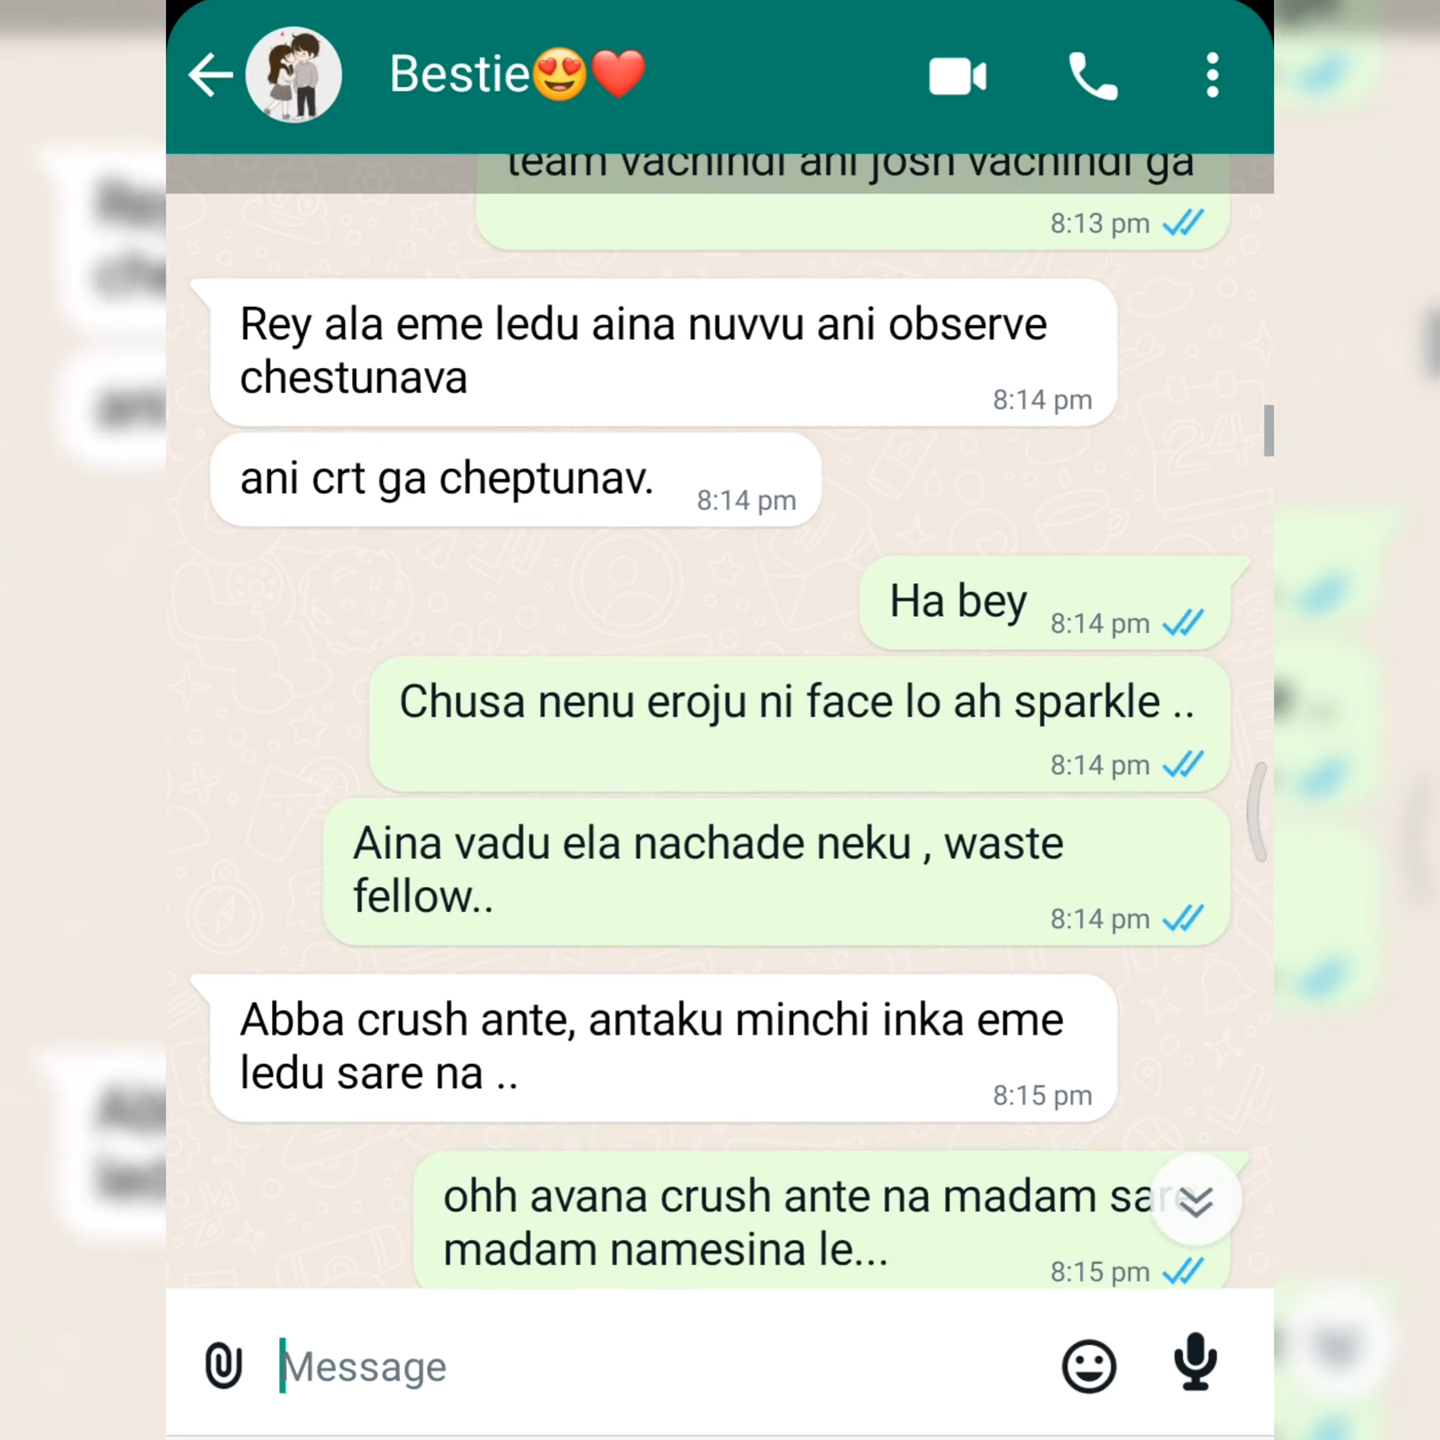 Bestie😍❤️
team vachindi ani josh vachindi ga
8:13 pm
Rey ala eme ledu aina nuvvu ani observe
chestunava
8:14 pm
ani crt ga cheptunav.
8:14 pm
Ha bey
8:14 pm
Chusa nenu eroju ni face lo ah sparkle ..
8:14 pm
Aina vadu ela nachade neku , waste
fellow..
8:14 pm
Abba crush ante, antaku minchi inka eme
ledu sare na ..
8:15 pm
ohh avana crush ante na madam sare
madam namesina le...
8:15 pm
Message